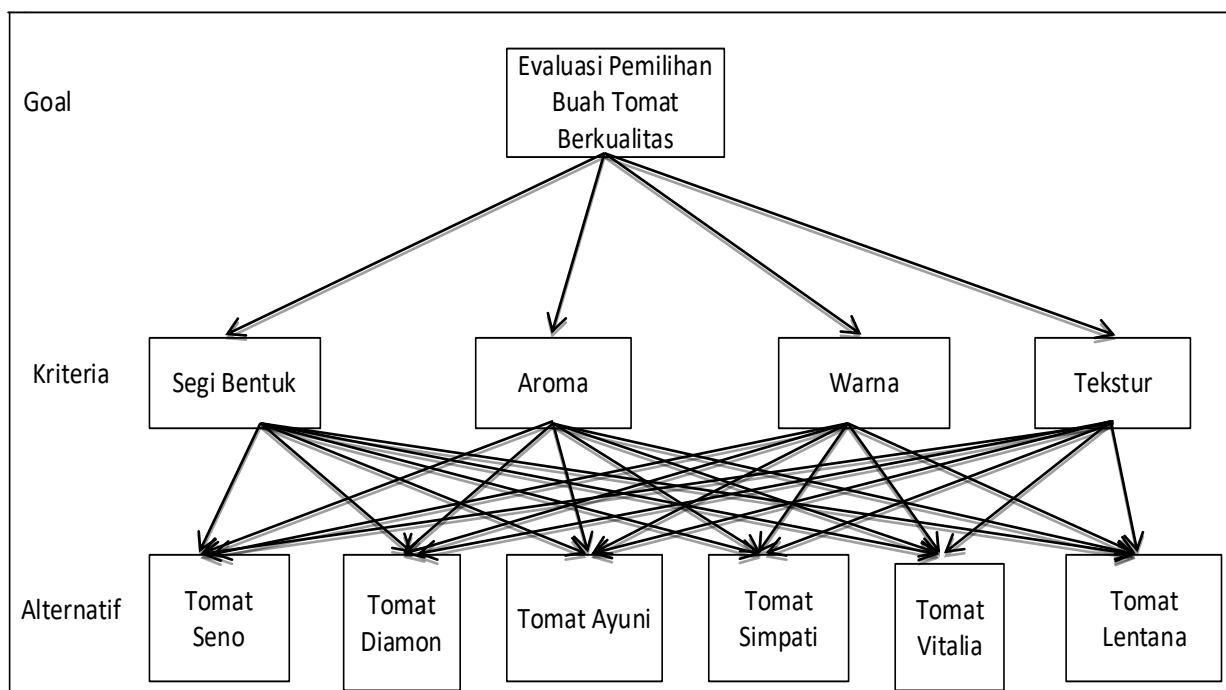 Goal
Evaluasi Pemilihan
Buah Tomat
Berkualitas
Kriteria
Segi Bentuk
Aroma
Warna
Tekstur
Alternatif
Tomat
Seno
Tomat
Diamon
Tomat Ayuni
Tomat
Simpati
Tomat
Vitalia
Tomat
Lentana